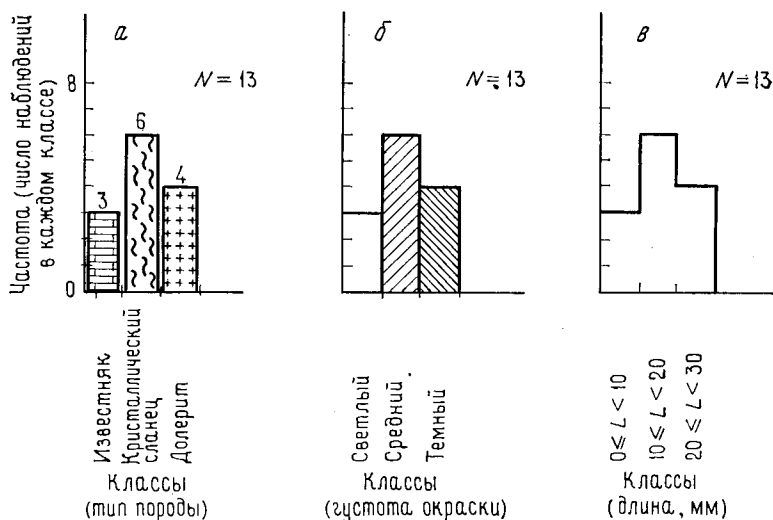 а
N = 13
б
N = 13
в
N = 13
Частота (число наблюдений
в каждом классе)
8
0
3
6
4
Известняк
Кристаллический
сланец
Долерит
Классы
(тип породы)
Светлый
Средний
Темный
Классы
(густота окраски)
0 ≤ L < 10
10 ≤ L < 20
20 ≤ L < 30
Классы
(длина, мм)